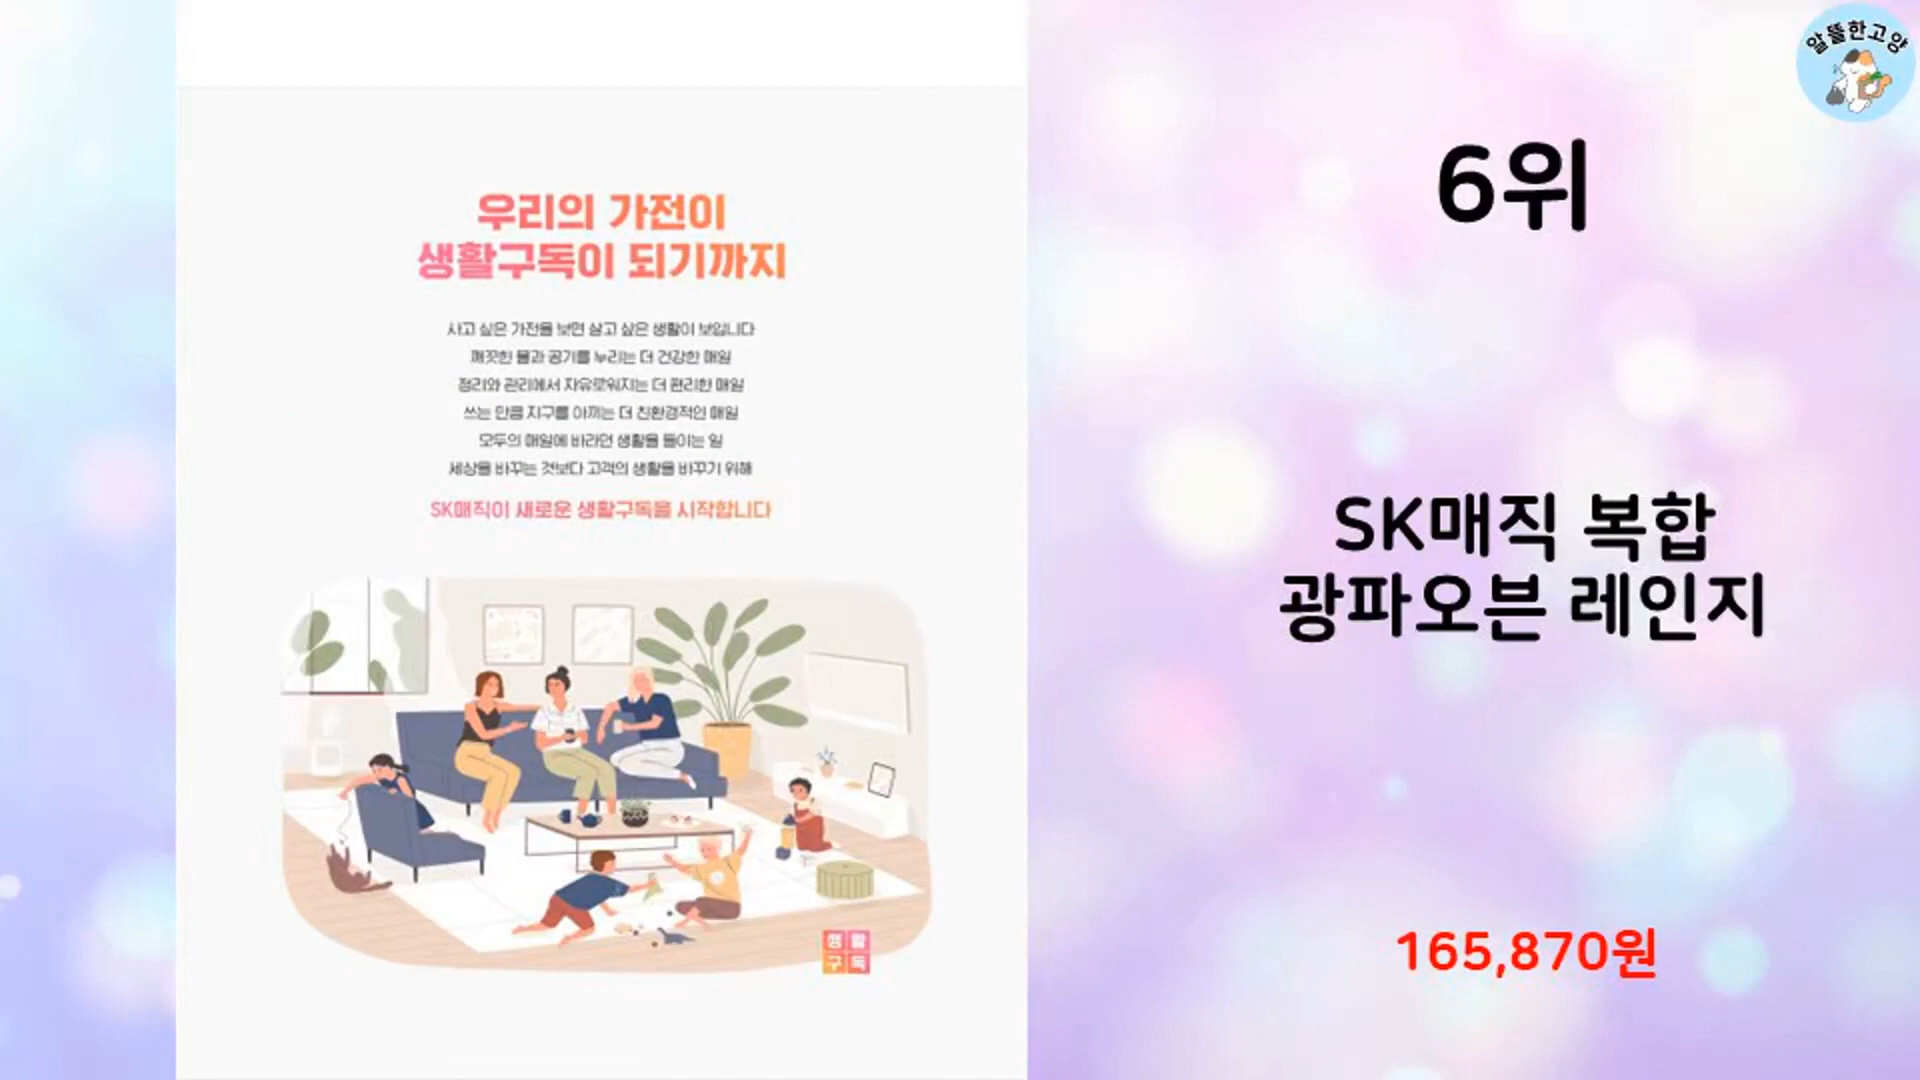 우리의 가전이
생활구독이 되기까지
사고 싶은 가전을 보면 살고 싶은 생활이 보입니다
깨끗한 물과 공기를 누리는 더 건강한 매일
정리와 관리에서 자유로워지는 더 편리한 매일
쓰는 만큼 지구를 아끼는 더 친환경적인 매일
모두의 매일에 바라던 생활을 들이는 일
세상을 바꾸는 것보다 고객의 생활을 바꾸기 위해
SK매직이 새로운 생활구독을 시작합니다
생활
구독
알뜰한고양
6위
SK매직 복합
광파오븐 레인지
165,870원